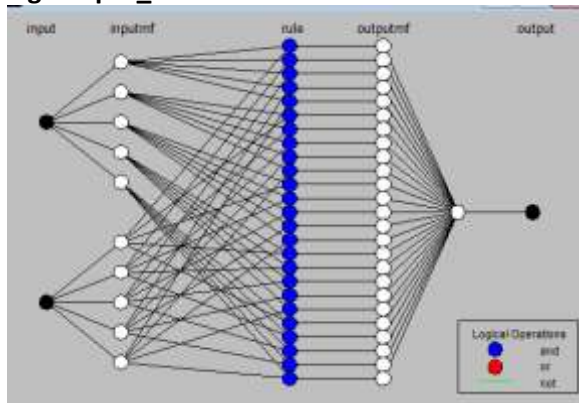 input inputmf rule outputmf output
Logical Operations
and
or
not